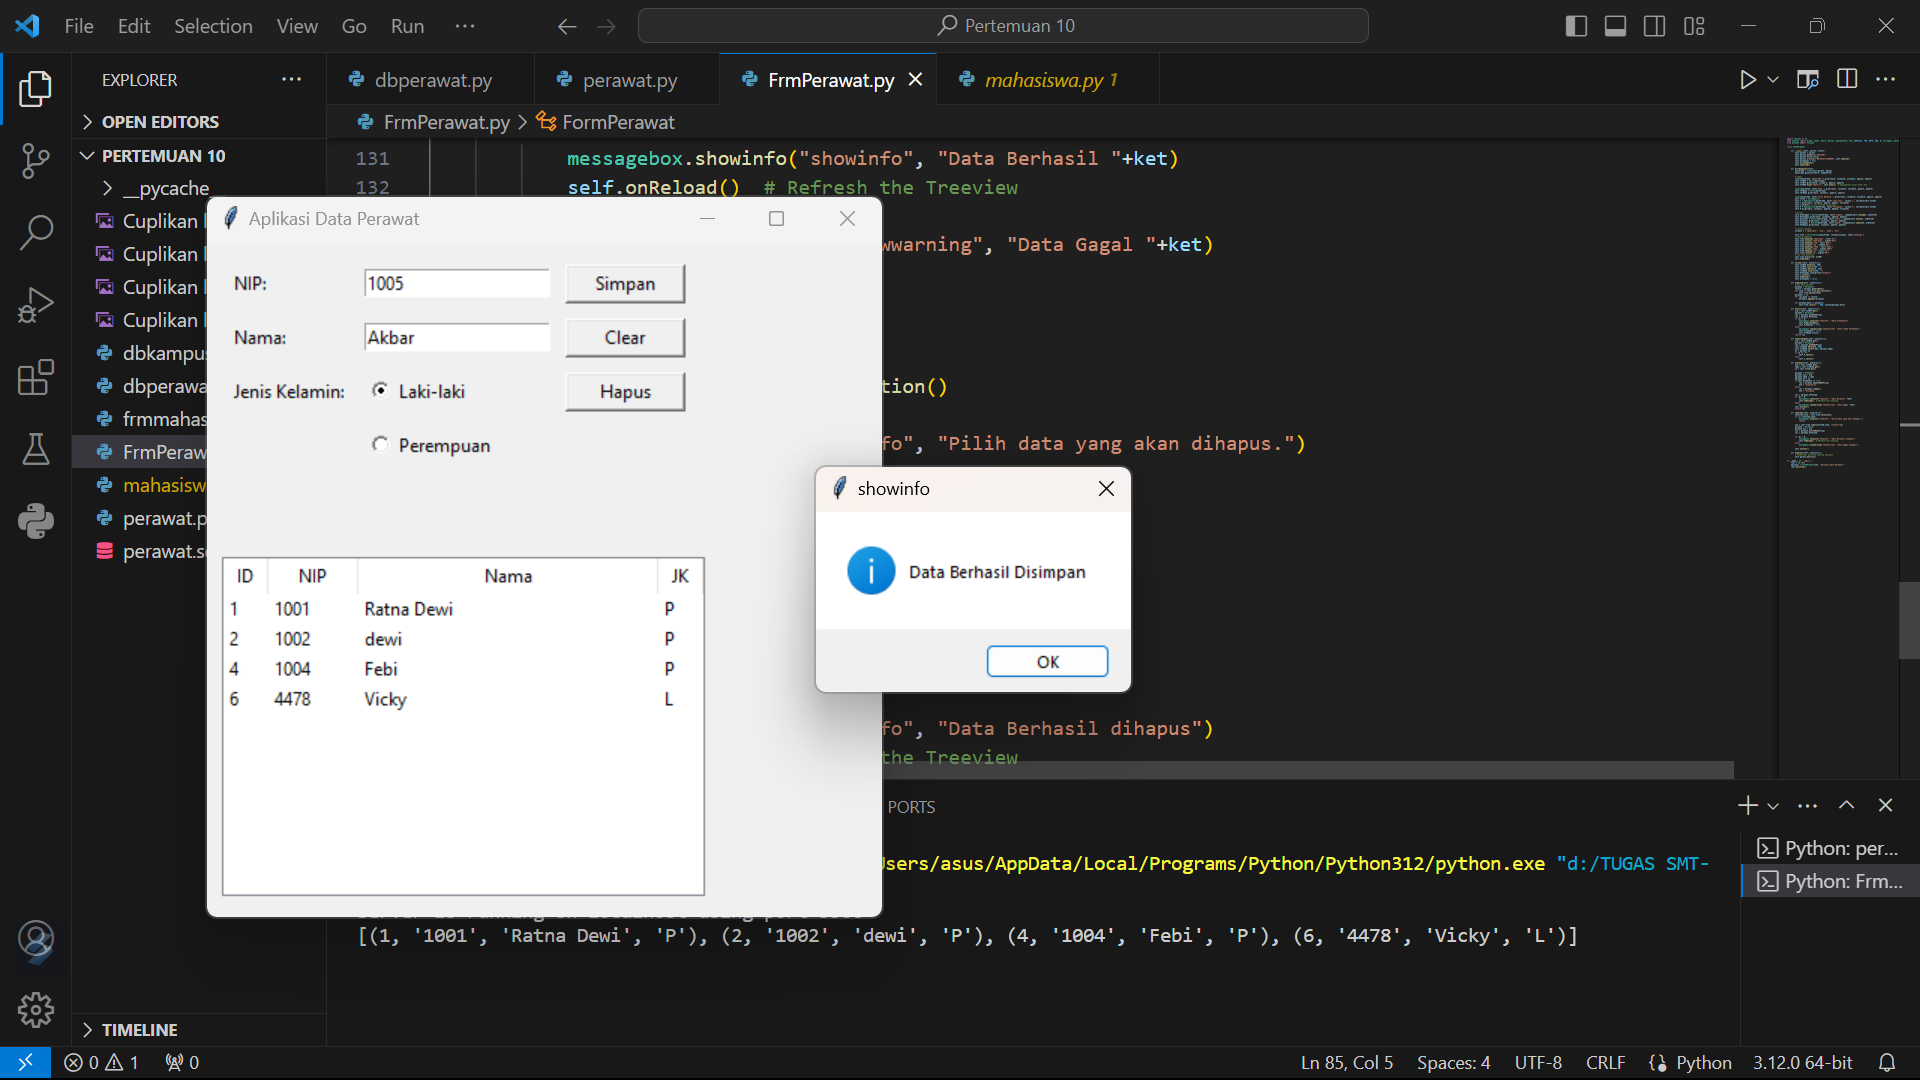 File Edit Selection View Go Run ··· Pertemuan 10
EXPLORER ···
dbperawat.py perawat.py FrmPerawat.py mahasiswa.py 1
OPEN EDITORS
FrmPerawat.py > FormPerawat
PERTEMUAN 10
131 messagebox.showinfo("showinfo", "Data Berhasil "+ket)
__pycache
132 self.onReload() # Refresh the Treeview
Cuplikan
Cuplikan
Cuplikan
Cuplikan
dbkampu
dbperawa
frmmahas
FrmPeraw
mahasisw
perawat.p
perawat.s
Aplikasi Data Perawat
NIP: 1005 Simpan
Nama: Akbar Clear
Jenis Kelamin: Laki-laki Hapus
Perempuan
ID NIP Nama JK
1 1001 Ratna Dewi P
2 1002 dewi P
4 1004 Febi P
6 4478 Vicky L
wwarning", "Data Gagal "+ket)
tion()
fo", "Pilih data yang akan dihapus.")
showinfo
Data Berhasil Disimpan
OK
fo", "Data Berhasil dihapus")
the Treeview
PORTS
Users/asus/AppData/Local/Programs/Python/Python312/python.exe "d:/TUGAS SMT-
[(1, '1001', 'Ratna Dewi', 'P'), (2, '1002', 'dewi', 'P'), (4, '1004', 'Febi', 'P'), (6, '4478', 'Vicky', 'L')]
Python: per...
Python: Frm...
TIMELINE
0 1 0 Ln 85, Col 5 Spaces: 4 UTF-8 CRLF Python 3.12.0 64-bit